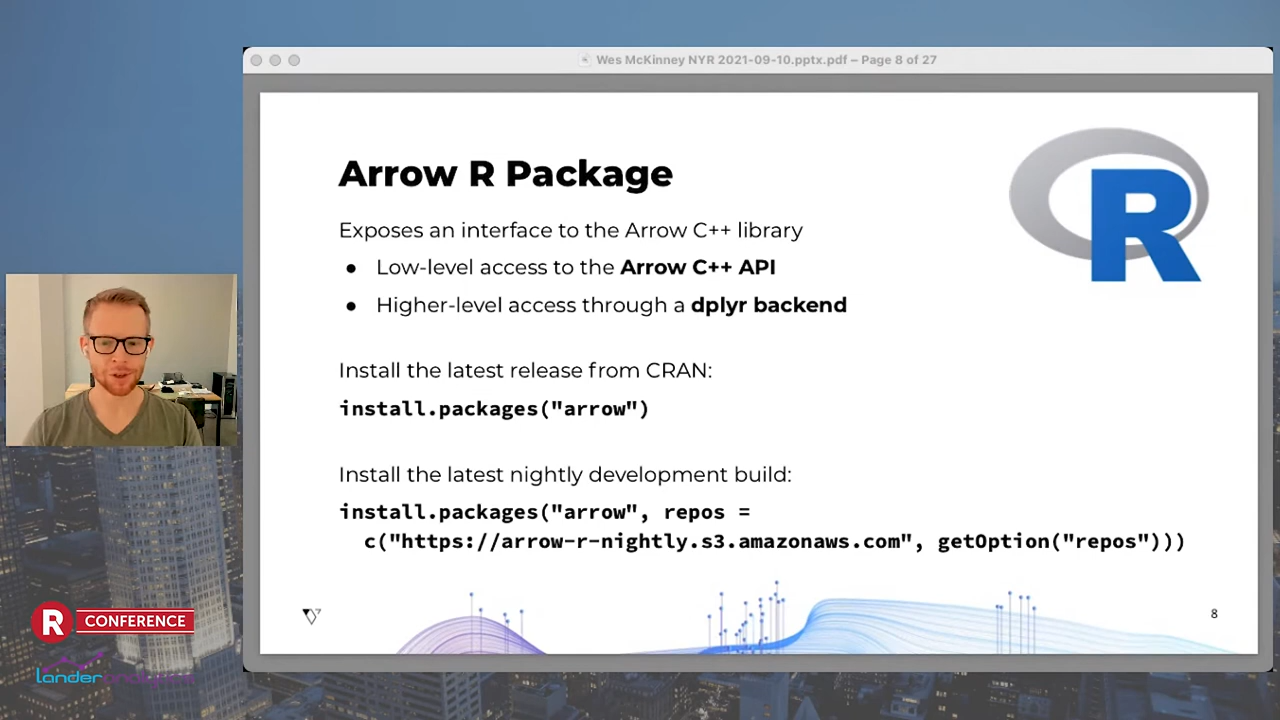 Wes McKinney NYR 2021-09-10.pptx.pdf – Page 8 of 27
Arrow R Package
Exposes an interface to the Arrow C++ library
● Low-level access to the Arrow C++ API
● Higher-level access through a dplyr backend
Install the latest release from CRAN:
install.packages("arrow")
Install the latest nightly development build:
install.packages("arrow", repos =
c("https://arrow-r-nightly.s3.amazonaws.com", getOption("repos")))
8
R
R CONFERENCE
landeranalytics